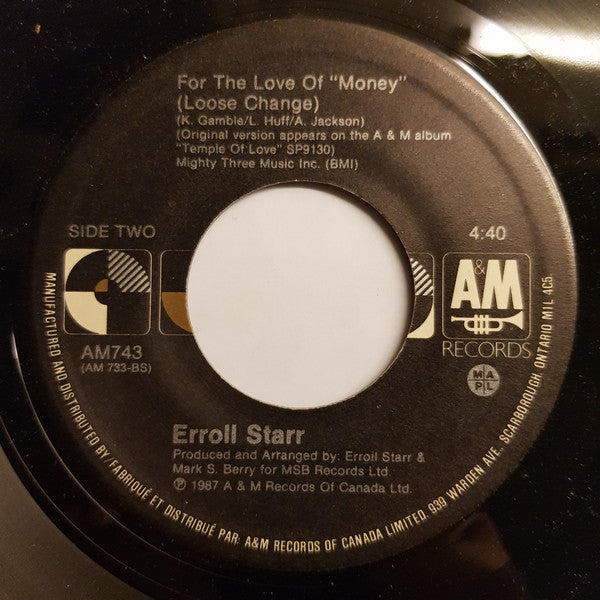 For The Love Of "Money"
(Loose Change)
(K. Gamble/L. Huff/A. Jackson)
(Original version appears on the A & M album
"Temple Of Love" SP9130)
Mighty Three Music Inc. (BMI)
SIDE TWO
4:40
A&M
RECORDS
AM743
(AM 733-BS)
MAPL
Erroll Starr
Produced and Arranged by: Erroll Starr &
Mark S. Berry for MSB Records Ltd.
℗ 1987 A & M Records Of Canada Ltd.
MANUFACTURED AND DISTRIBUTED BY/FABRIQUÉ ET DISTRIBUÉ PAR: A&M RECORDS OF CANADA LIMITED. 939 WARDEN AVE., SCARBOROUGH, ONTARIO M1L 4C5.